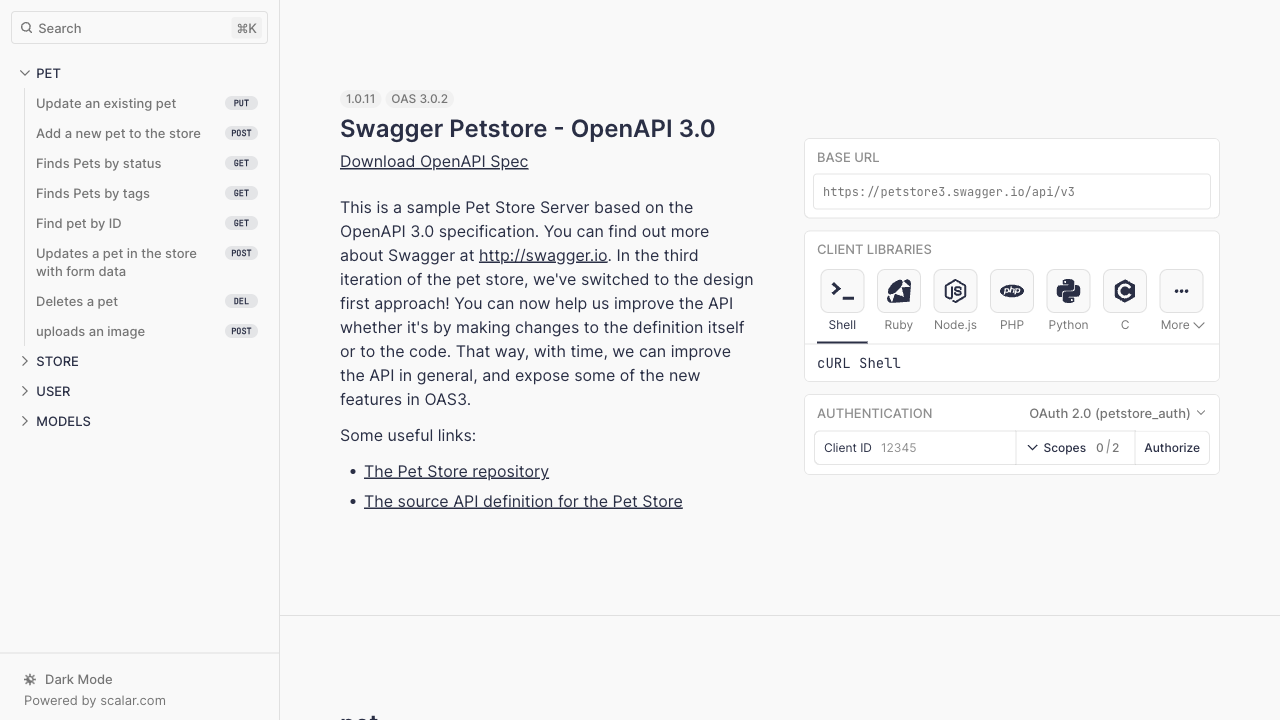 Search ⌘K
PET
Update an existing pet PUT
Add a new pet to the store POST
Finds Pets by status GET
Finds Pets by tags GET
Find pet by ID GET
Updates a pet in the store POST
with form data
Deletes a pet DEL
uploads an image POST
STORE
USER
MODELS
Dark Mode
Powered by scalar.com
1.0.11 OAS 3.0.2
Swagger Petstore - OpenAPI 3.0
Download OpenAPI Spec
This is a sample Pet Store Server based on the
OpenAPI 3.0 specification. You can find out more
about Swagger at http://swagger.io. In the third
iteration of the pet store, we've switched to the design
first approach! You can now help us improve the API
whether it's by making changes to the definition itself
or to the code. That way, with time, we can improve
the API in general, and expose some of the new
features in OAS3.
Some useful links:
• The Pet Store repository
• The source API definition for the Pet Store
BASE URL
https://petstore3.swagger.io/api/v3
CLIENT LIBRARIES
JS php C
Shell Ruby Node.js PHP Python C More
cURL Shell
AUTHENTICATION OAuth 2.0 (petstore_auth)
Client ID 12345 Scopes 0/2 Authorize
pet